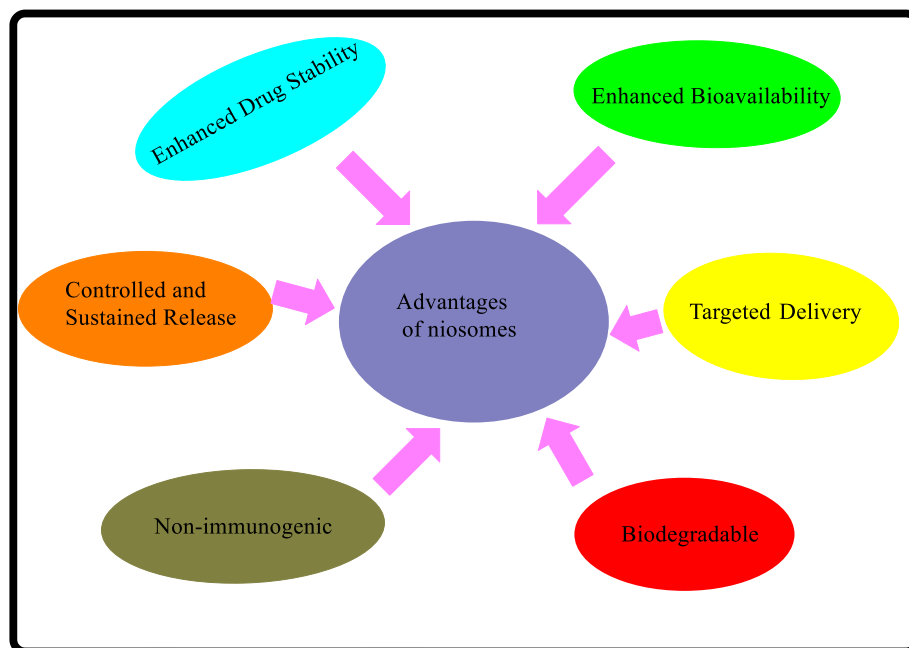 Enhanced Drug Stability
Enhanced Bioavailability
Controlled and
Sustained Release
Advantages
of niosomes
Targeted Delivery
Non-immunogenic
Biodegradable